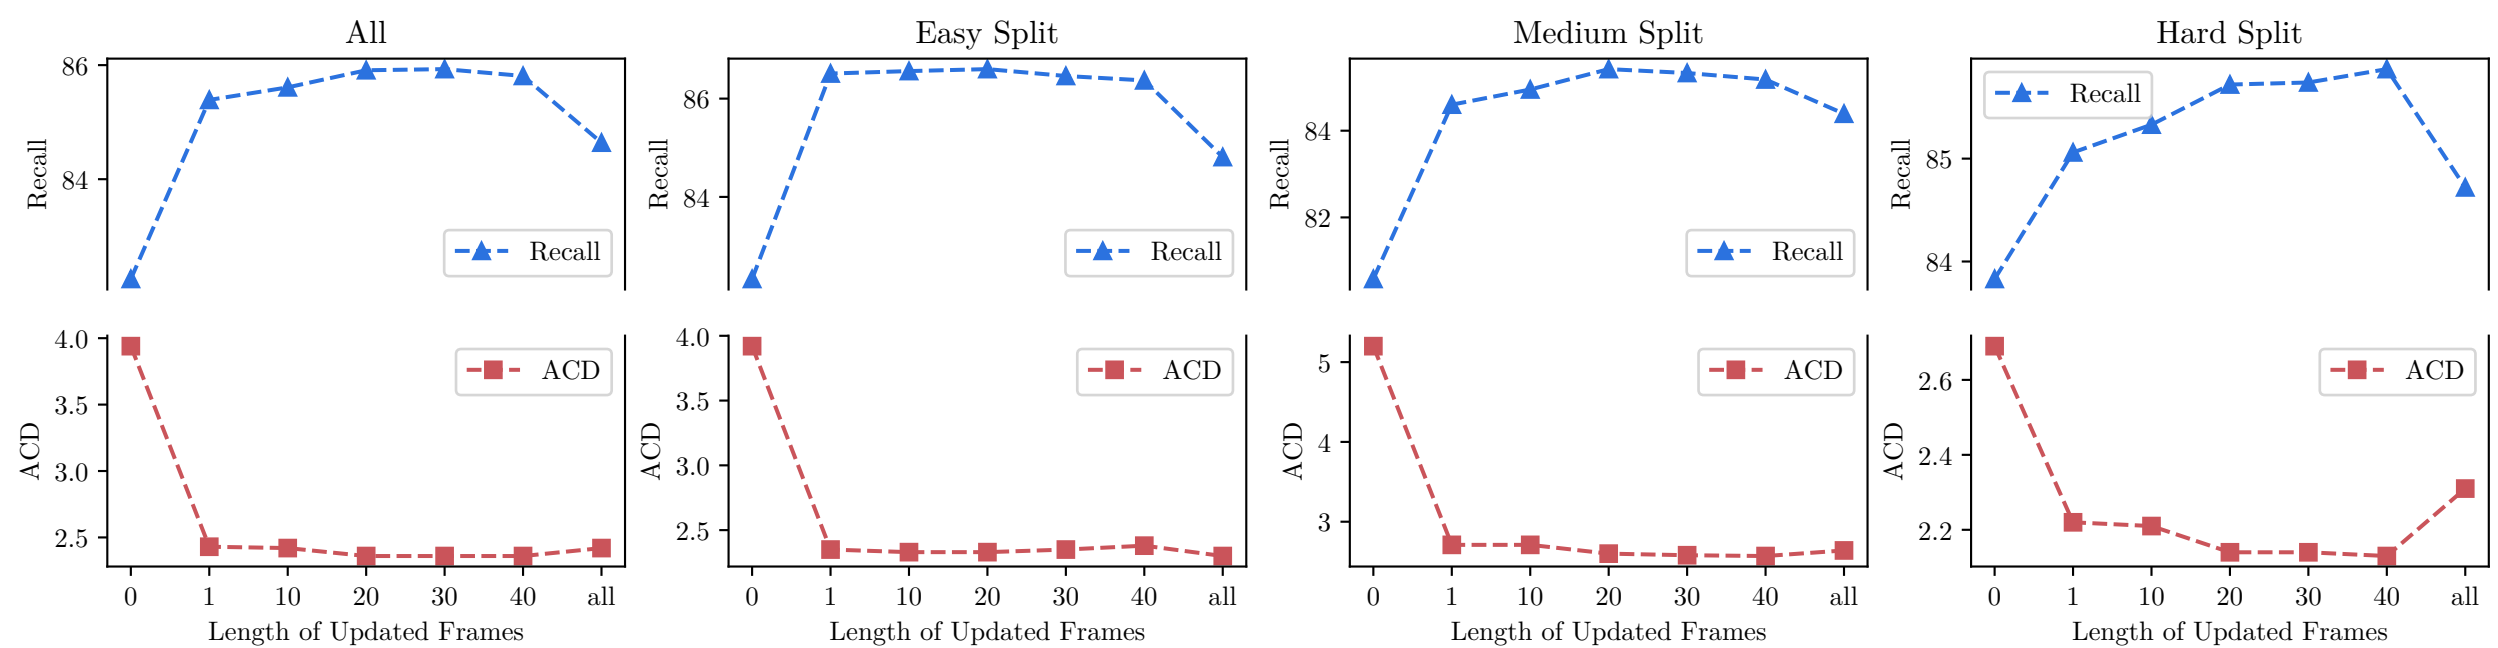 All
86
84
Recall
Recall
4.0
3.5
3.0
2.5
ACD
ACD
0 1 10 20 30 40 all
Length of Updated Frames
Easy Split
86
84
Recall
Recall
4.0
3.5
3.0
2.5
ACD
ACD
0 1 10 20 30 40 all
Length of Updated Frames
Medium Split
84
82
Recall
Recall
5
4
3
ACD
ACD
0 1 10 20 30 40 all
Length of Updated Frames
Hard Split
85
84
Recall
Recall
2.6
2.4
2.2
ACD
ACD
0 1 10 20 30 40 all
Length of Updated Frames